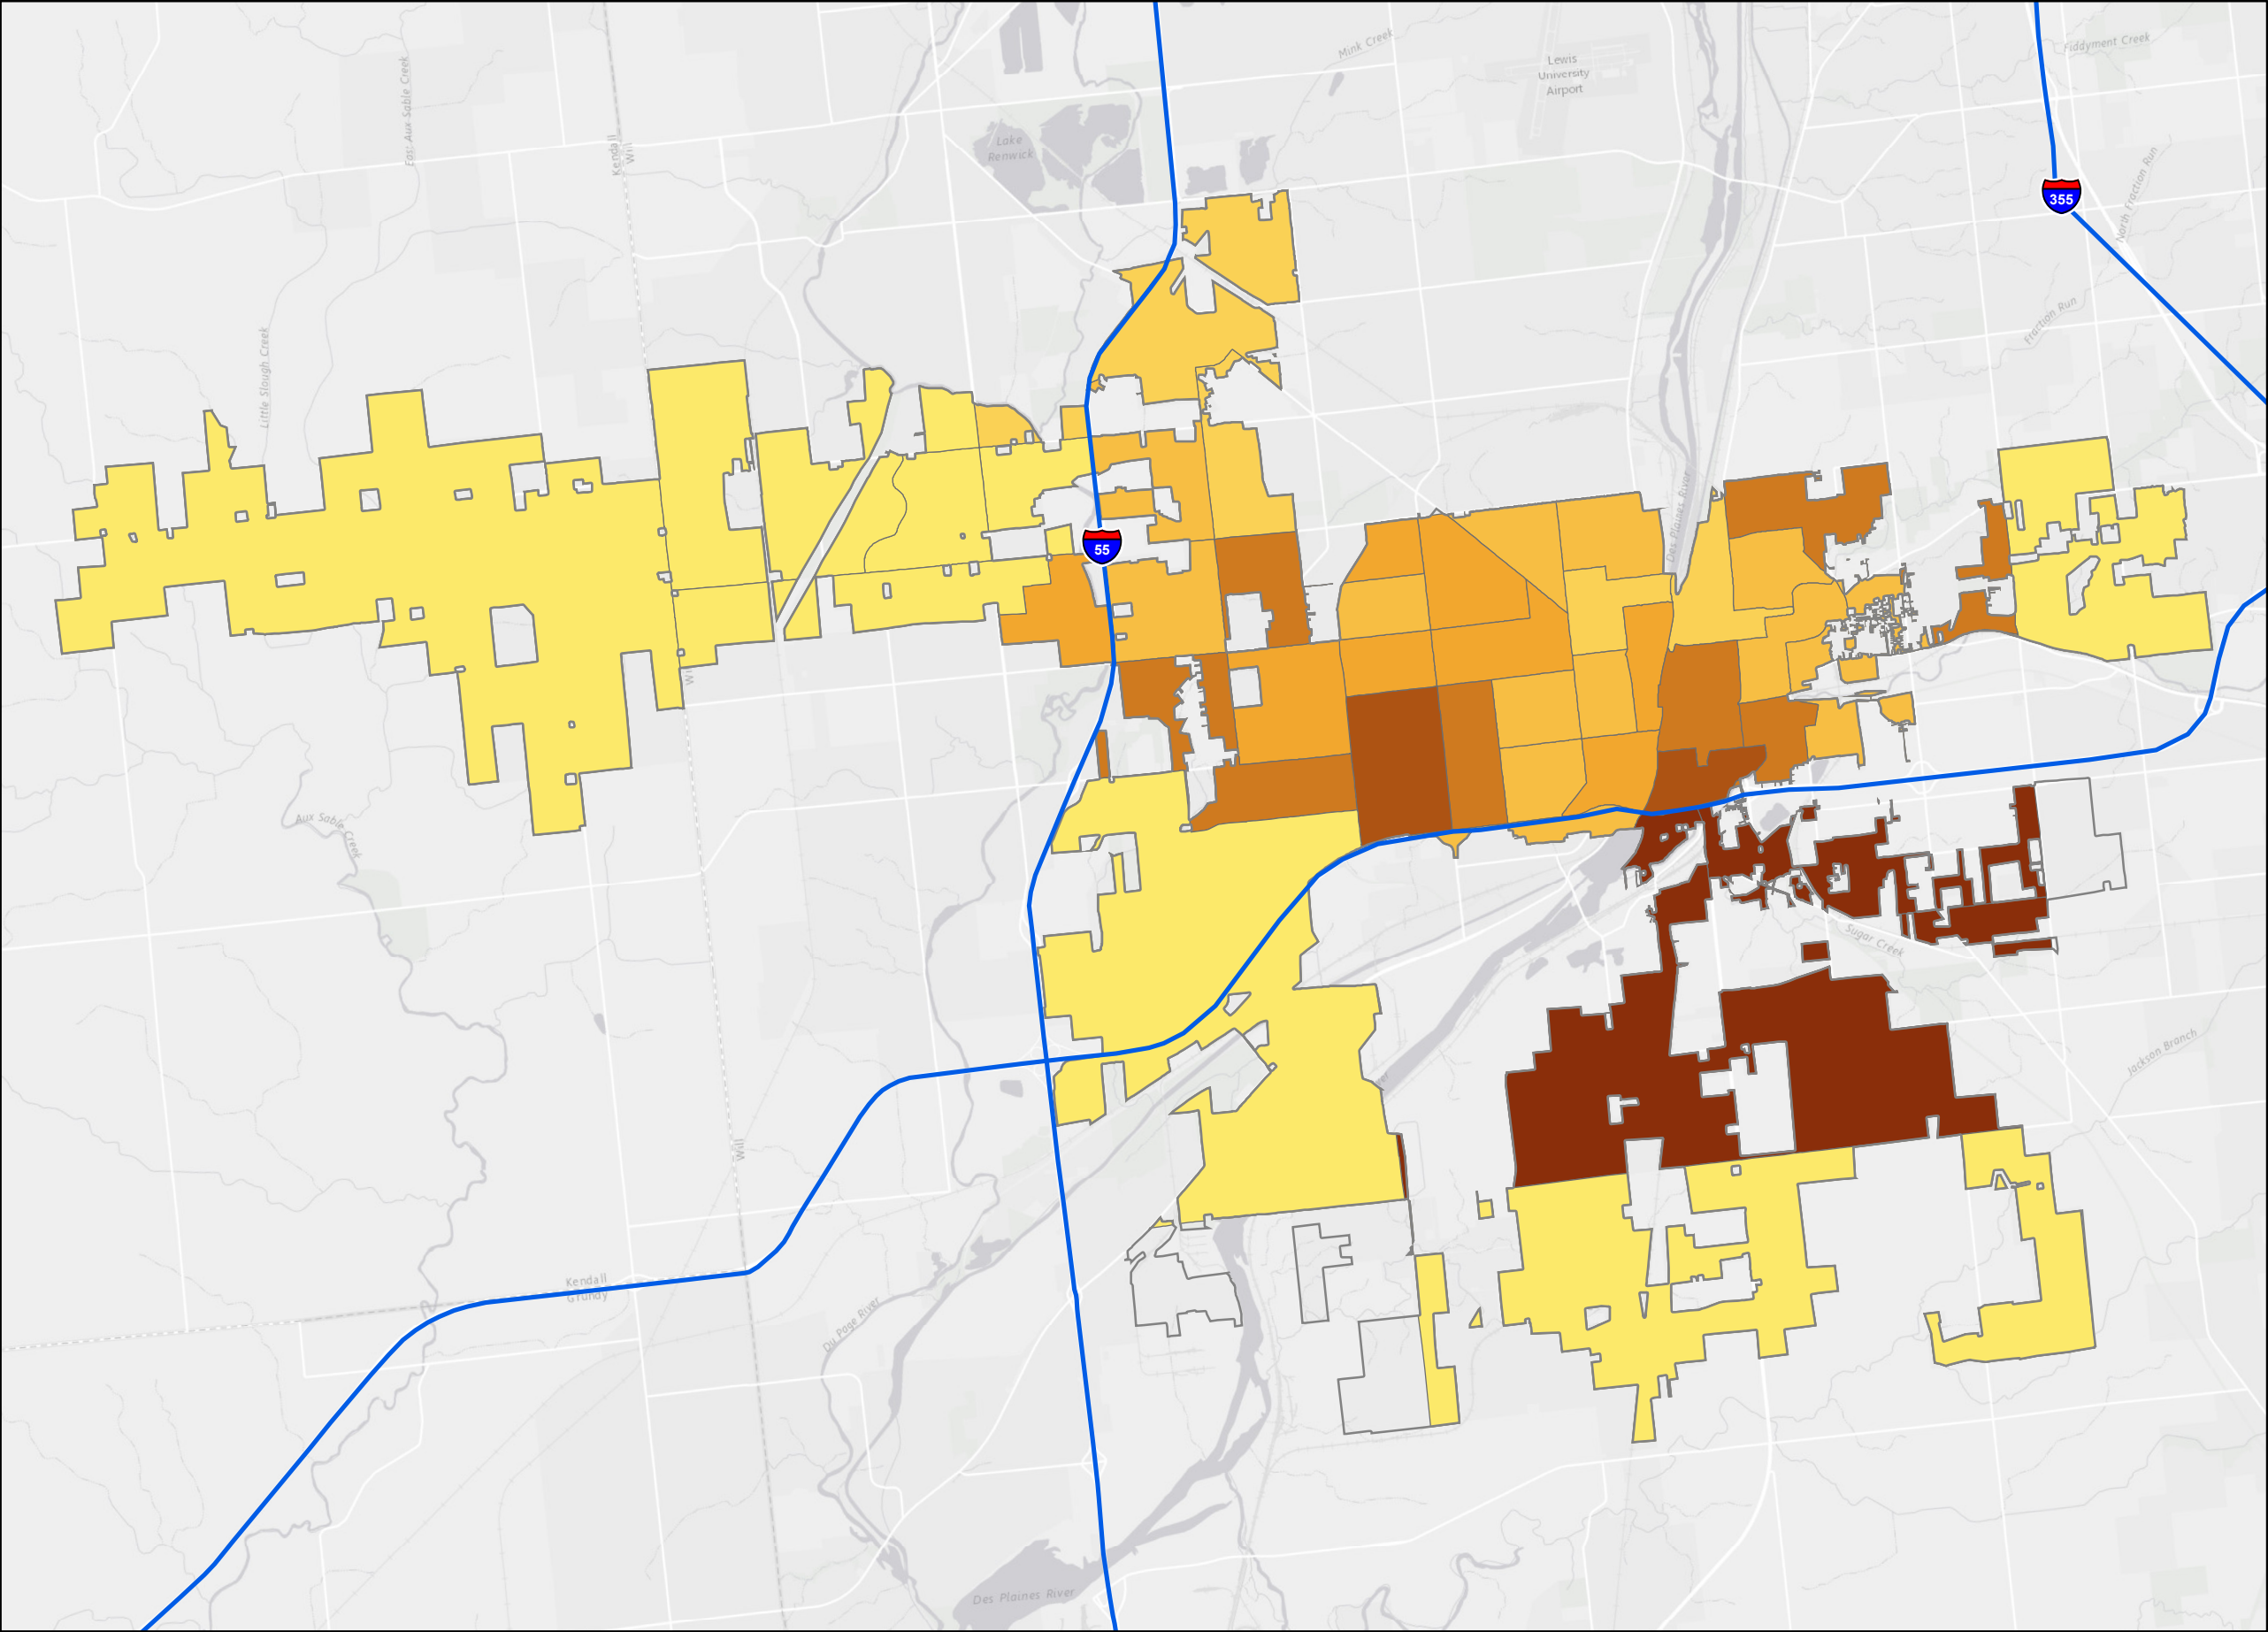 Mink Creek
Fiddyment Creek
Lewis
University
Airport
355
East Aux Sable Creek
Kendall
Will
Lake
Renwick
North Fraction Run
Fraction Run
Little Slough Creek
Des Plaines River
55
Will
Aux Sable Creek
Sugar Creek
Jackson Branch
Will
Kendall
Grundy
Du Page River
Des Plaines River